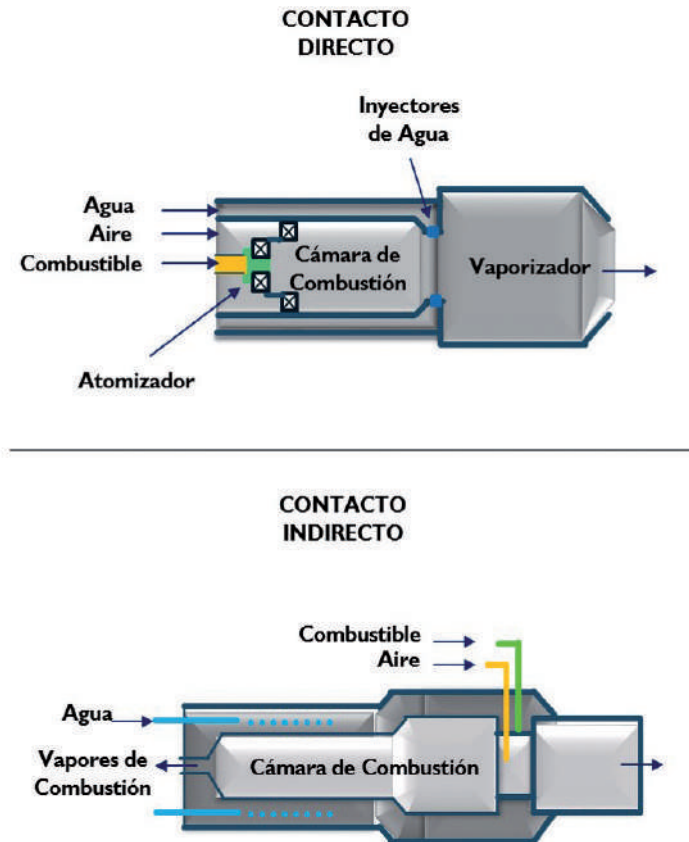 CONTACTO
DIRECTO
Inyectores
de Agua
Agua
Aire
Combustible
Cámara de
Combustión
Vaporizador
Atomizador
CONTACTO
INDIRECTO
Combustible
Aire
Agua
Vapores de
Combustión
Cámara de Combustión